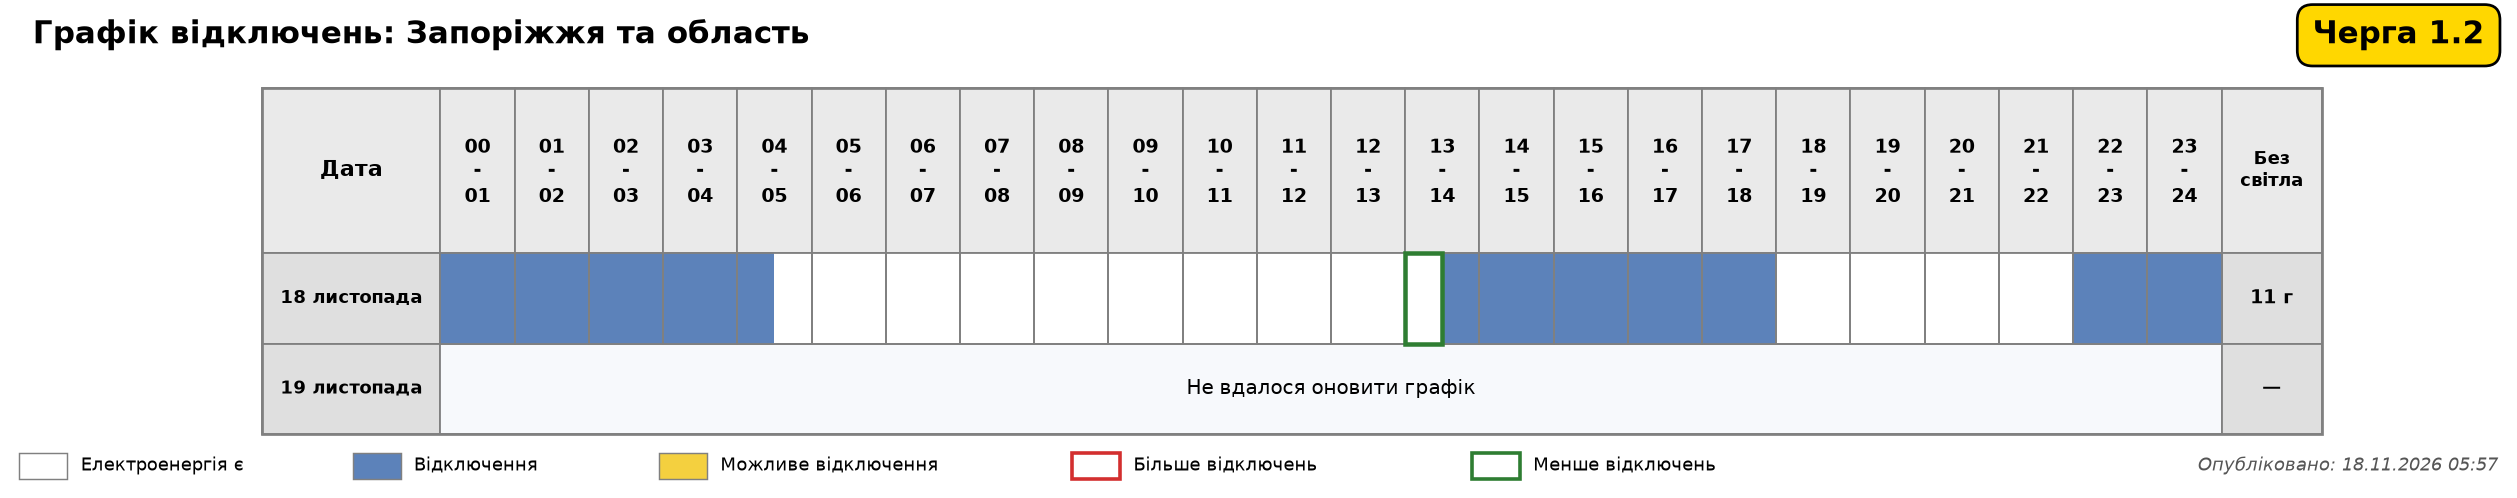 Графік відключень: Запоріжжя та область
Черга 1.2
Дата
00 - 01
01 - 02
02 - 03
03 - 04
04 - 05
05 - 06
06 - 07
07 - 08
08 - 09
09 - 10
10 - 11
11 - 12
12 - 13
13 - 14
14 - 15
15 - 16
16 - 17
17 - 18
18 - 19
19 - 20
20 - 21
21 - 22
22 - 23
23 - 24
Без
світла
18 листопада
11 г
19 листопада
Не вдалося оновити графік
—
Електроенергія є
Відключення
Можливе відключення
Більше відключень
Менше відключень
Опубліковано: 18.11.2026 05:57